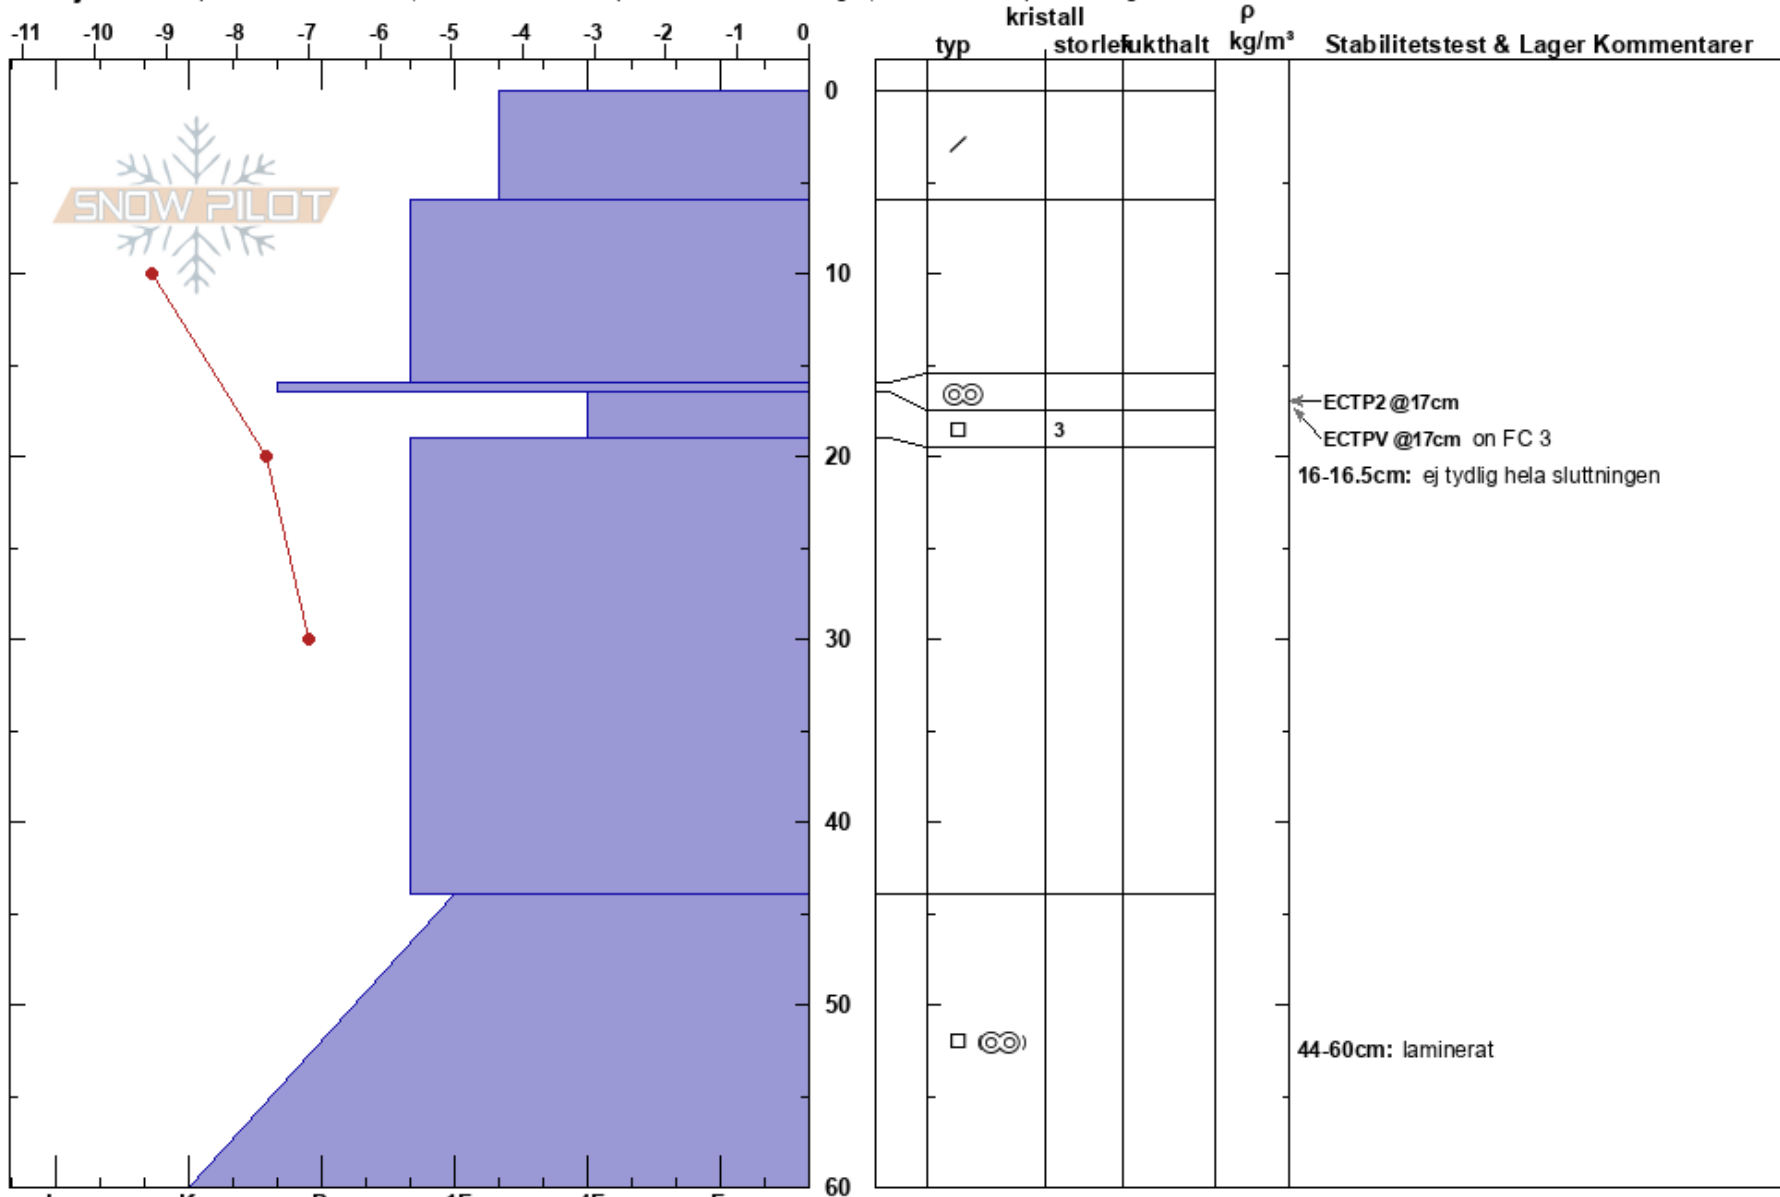 kristall
ρ
-11 -10 -9 -8 -7 -6 -5 -4 -3 -2 -1 0
typ storlek fukthalt kg/m³ Stabilitetstest & Lager Kommentarer
0
SNOW PILOT
10
ECTP2 @17cm
3
ECTPV @17cm on FC 3
20
16-16.5cm: ej tydlig hela sluttningen
30
40
50
44-60cm: laminerat
60